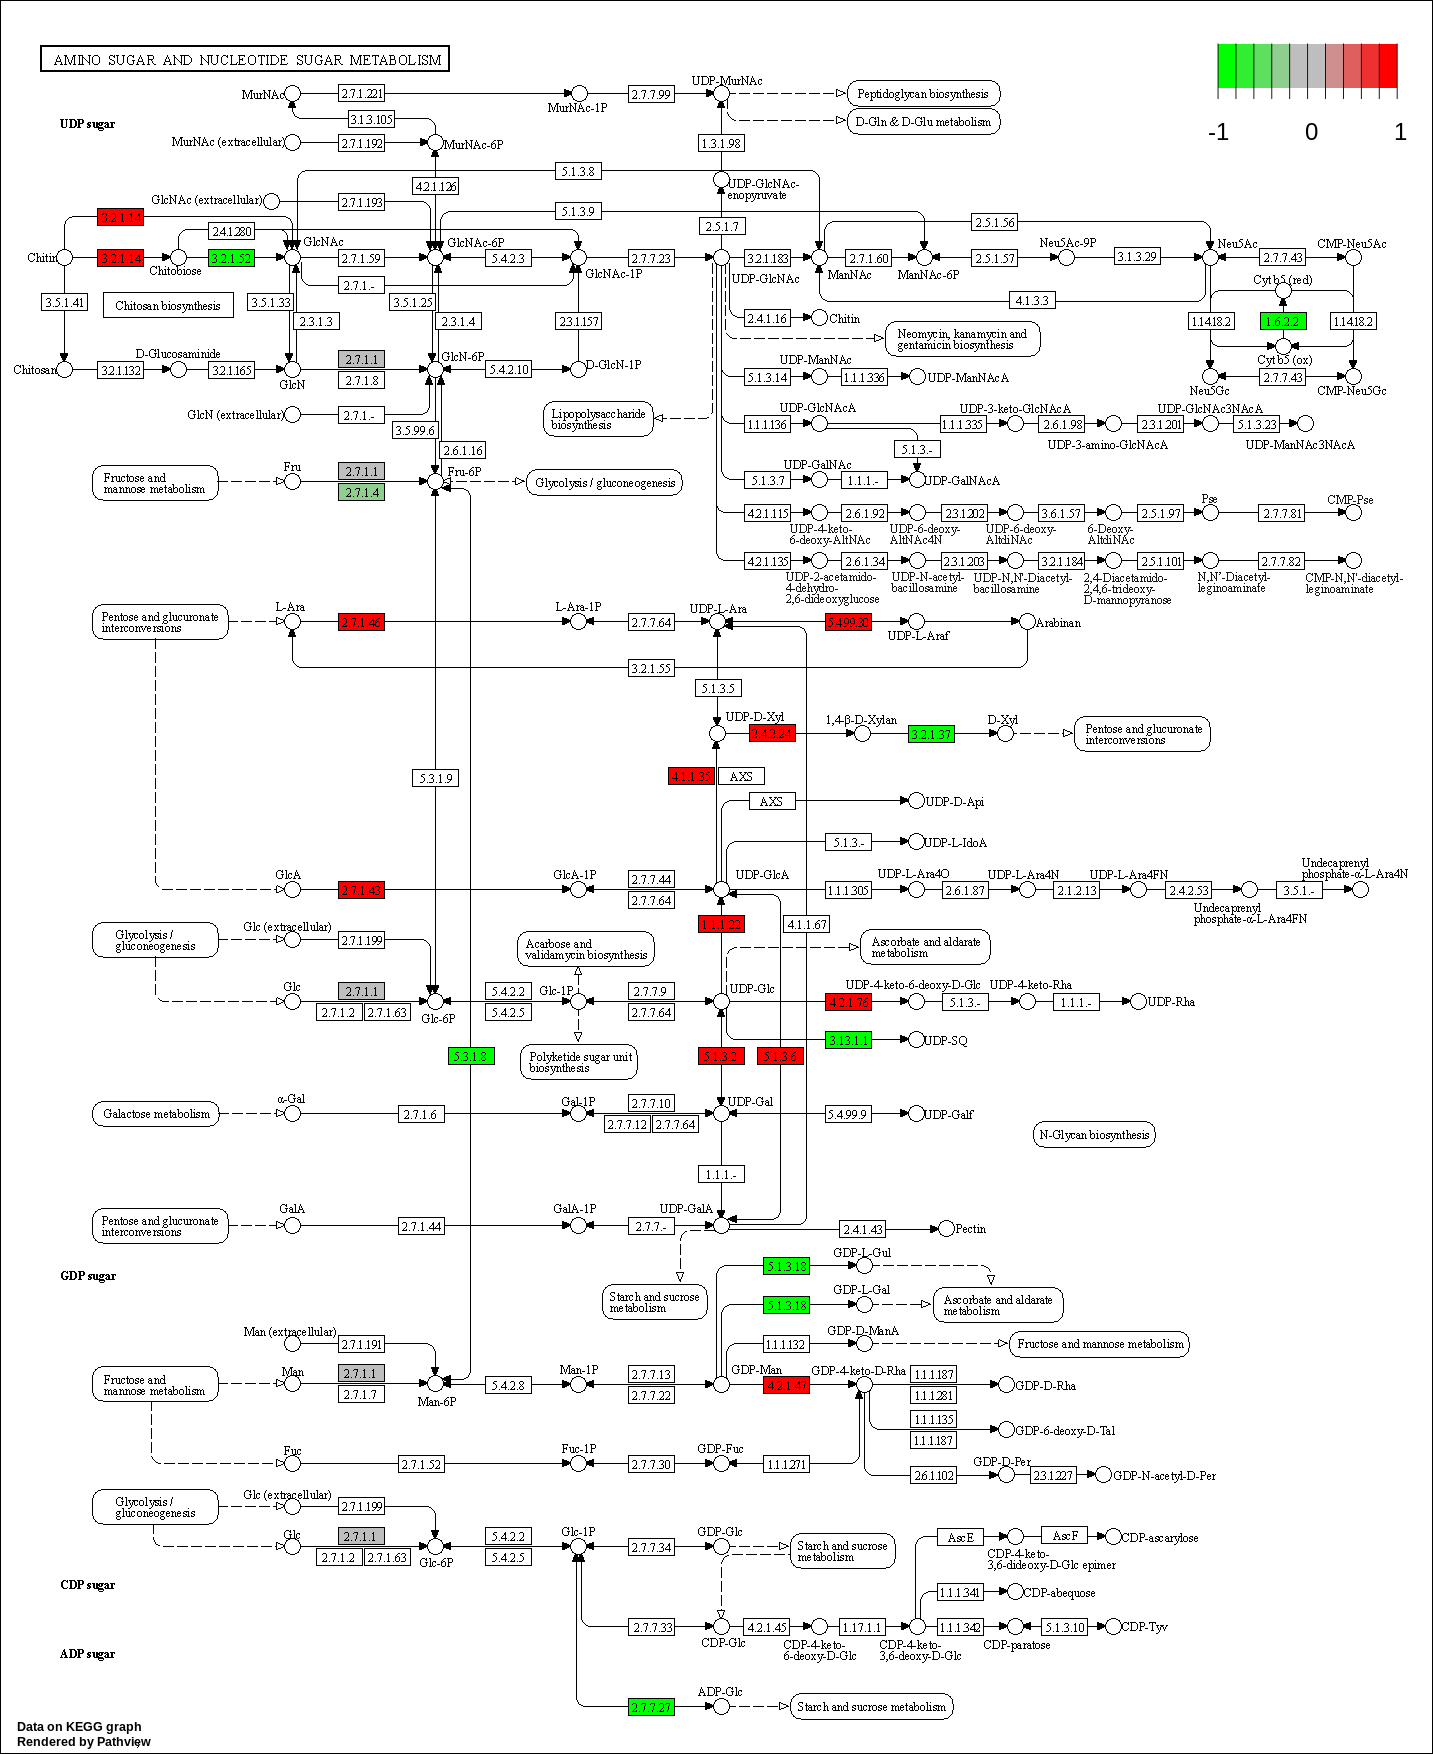 AMINO SUGAR AND NUCLEOTIDE SUGAR METABOLISM
-1 0 1
UDP sugar
MurNAc 2.7.1.221 MurNAc-1P 2.7.7.99 UDP-MurNAc Peptidoglycan biosynthesis
3.1.3.105 D-Gln & D-Glu metabolism
MurNAc (extracellular) 2.7.1.192 MurNAc-6P 1.3.1.98
5.1.3.8
4.2.1.126 UDP-GlcNAc-
enopyruvate
GlcNAc (extracellular) 2.7.1.193 5.1.3.9
3.2.1.14 2.4.1.280 2.5.1.7 2.5.1.56
GlcNAc GlcNAc-6P Neu5Ac-9P Neu5Ac CMP-Neu5Ac
Chitin 3.2.1.14 Chitobiose 3.2.1.52 2.7.1.59 5.4.2.3 GlcNAc-1P 2.7.7.23 UDP-GlcNAc 3.2.1.183 ManNAc 2.7.1.60 ManNAc-6P 2.5.1.57 3.1.3.29 2.7.7.43
2.7.1.- Cyt b5 (red)
3.5.1.41 Chitosan biosynthesis 3.5.1.33 3.5.1.25 4.1.3.3
2.3.1.3 2.3.1.4 2.3.1.157 2.4.1.16 Chitin 1.14.18.2 1.6.2.2 1.14.18.2
Neomycin, kanamycin and
gentamicin biosynthesis
D-Glucosaminide 2.7.1.1 GlcN-6P UDP-ManNAc Cyt b5 (ox)
Chitosan 3.2.1.132 3.2.1.165 GlcN 2.7.1.8 5.4.2.10 D-GlcN-1P 5.1.3.14 1.1.1.336 UDP-ManNAcA Neu5Gc 2.7.7.43 CMP-Neu5Gc
GlcN (extracellular) 2.7.1.- Lipopolysaccharide
biosynthesis
UDP-GlcNAcA UDP-3-keto-GlcNAcA UDP-GlcNAc3NAcA
3.5.99.6 1.1.1.136 1.1.1.335 2.6.1.98 2.3.1.201 5.1.3.23
UDP-3-amino-GlcNAcA UDP-ManNAc3NAcA
2.6.1.16 5.1.3.-
Fructose and
mannose metabolism
Fru 2.7.1.1 Fru-6P Glycolysis / gluconeogenesis UDP-GalNAc
2.7.1.4 5.1.3.7 1.1.1.- UDP-GalNAcA
Pse CMP-Pse
4.2.1.115 2.6.1.92 2.3.1.202 3.6.1.57 2.5.1.97 2.7.7.81
UDP-4-keto-
6-deoxy-AltNAc
UDP-6-deoxy-
AltNAc4N
UDP-6-deoxy-
AltdiNAc
6-Deoxy-
AltdiNAc
4.2.1.135 2.6.1.34 2.3.1.203 3.2.1.184 2.5.1.101 2.7.7.82
UDP-2-acetamido-
4-dehydro-
2,6-dideoxyglucose
UDP-N-acetyl-
bacillosamine
UDP-N,N'-Diacetyl-
bacillosamine
2,4-Diacetamido-
2,4,6-trideoxy-
D-mannopyranose
N,N'-Diacetyl-
leginoaminate
CMP-N,N'-diacetyl-
leginoaminate
Pentose and glucuronate
interconversions
L-Ara 2.7.1.46 L-Ara-1P 2.7.7.64 UDP-L-Ara 5.4.99.30 UDP-L-Araf Arabinan
3.2.1.55
5.1.3.5
UDP-D-Xyl 2.4.2.24 1,4-β-D-Xylan 3.2.1.37 D-Xyl Pentose and glucuronate
interconversions
5.3.1.9 4.1.1.35 AXS
AXS UDP-D-Api
5.1.3.- UDP-L-IdoA
GlcA 2.7.1.43 GlcA-1P 2.7.7.44 UDP-GlcA UDP-L-Ara4O UDP-L-Ara4N UDP-L-Ara4FN Undecaprenyl
phosphate-α-L-Ara4N
2.7.7.64 1.1.1.305 2.6.1.87 2.1.2.13 2.4.2.53 3.5.1.-
Undecaprenyl
phosphate-α-L-Ara4FN
1.1.1.22 4.1.1.67
Glycolysis /
gluconeogenesis
Glc (extracellular) 2.7.1.199 Acarbose and
validamycin biosynthesis
Ascorbate and aldarate
metabolism
Glc 2.7.1.1 5.4.2.2 Glc-1P 2.7.7.9 UDP-Glc UDP-4-keto-6-deoxy-D-Glc UDP-4-keto-Rha
4.2.1.76 5.1.3.- 1.1.1.- UDP-Rha
2.7.1.2 2.7.1.63 Glc-6P 5.4.2.5 2.7.7.64
3.13.1.1 UDP-SQ
5.3.1.8 Polyketide sugar unit
biosynthesis
5.1.3.2 5.1.3.6
Galactose metabolism α-Gal 2.7.1.6 Gal-1P 2.7.7.10 UDP-Gal 5.4.99.9 UDP-Galf
2.7.7.12 2.7.7.64
N-Glycan biosynthesis
1.1.1.-
Pentose and glucuronate
interconversions
GalA 2.7.1.44 GalA-1P 2.7.7.- UDP-GalA 2.4.1.43 Pectin
GDP sugar
5.1.3.18 GDP-L-Gul
Starch and sucrose
metabolism
5.1.3.18 GDP-L-Gal Ascorbate and aldarate
metabolism
Man (extracellular) 2.7.1.191 1.1.1.132 GDP-D-ManA Fructose and mannose metabolism
Fructose and
mannose metabolism
Man 2.7.1.1 Man-1P 2.7.7.13 GDP-Man GDP-4-keto-D-Rha 1.1.1.187
2.7.1.7 Man-6P 5.4.2.8 2.7.7.22 4.2.1.47 1.1.1.281 GDP-D-Rha
1.1.1.135
1.1.1.187 GDP-6-deoxy-D-Tal
Fuc 2.7.1.52 Fuc-1P 2.7.7.30 GDP-Fuc 1.1.1.271 GDP-D-Per
2.6.1.102 2.3.1.227 GDP-N-acetyl-D-Per
Glycolysis /
gluconeogenesis
Glc (extracellular) 2.7.1.199
Glc 2.7.1.1 5.4.2.2 Glc-1P GDP-Glc
2.7.1.2 2.7.1.63 Glc-6P 5.4.2.5 2.7.7.34 Starch and sucrose
metabolism
AscE AscF CDP-ascarylose
CDP-4-keto-
3,6-dideoxy-D-Glc epimer
CDP sugar
1.1.1.341 CDP-abequose
2.7.7.33 CDP-Glc 4.2.1.45 1.17.1.1 1.1.1.342 5.1.3.10 CDP-Tyv
CDP-4-keto-
6-deoxy-D-Glc
CDP-4-keto-
3,6-deoxy-D-Glc
CDP-paratose
ADP sugar
2.7.7.27 ADP-Glc Starch and sucrose metabolism
Data on KEGG graph
Rendered by Pathview